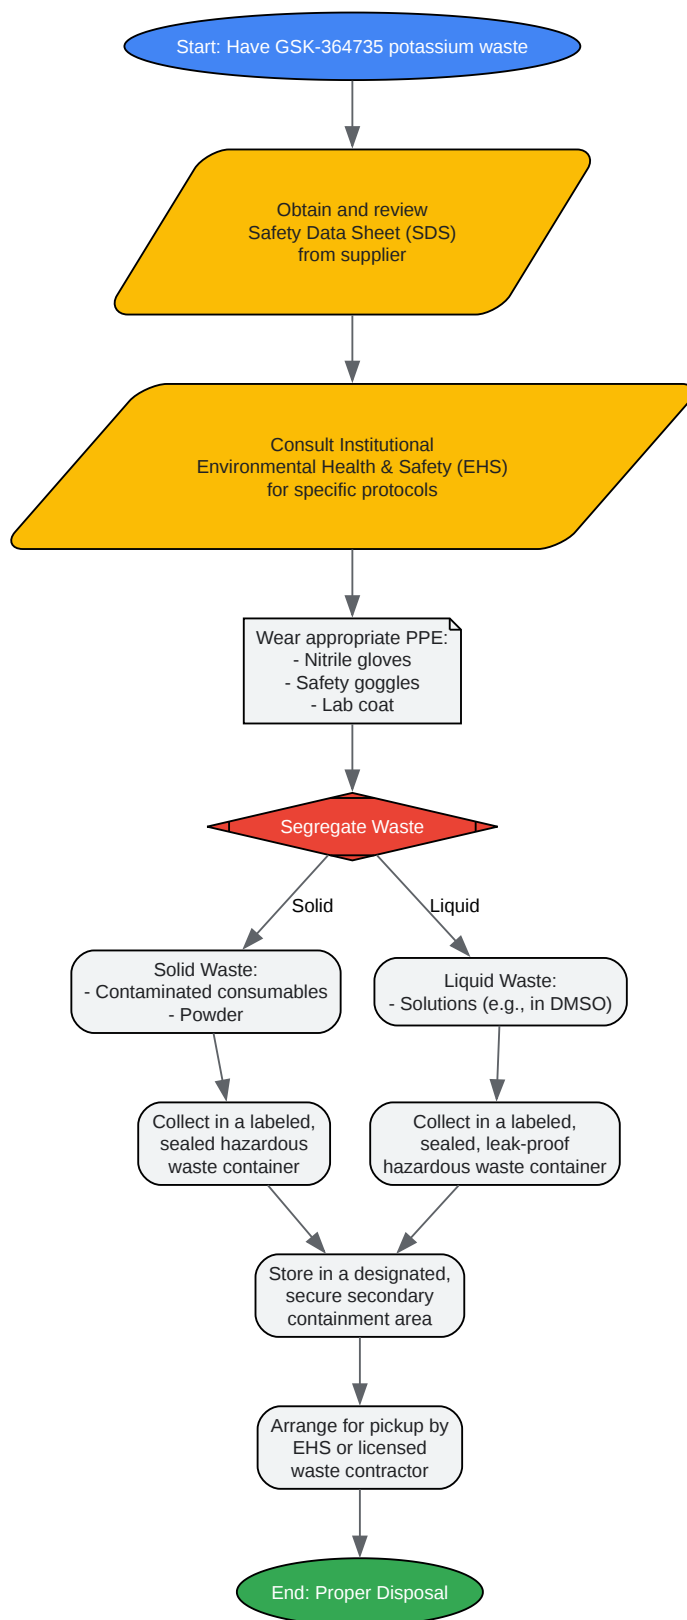 Start: Have GSK-364735 potassium waste
Obtain and review
Safety Data Sheet (SDS)
from supplier
Consult Institutional
Environmental Health & Safety (EHS)
for specific protocols
Wear appropriate PPE:
- Nitrile gloves
- Safety goggles
- Lab coat
Segregate Waste
Solid
Liquid
Solid Waste:
- Contaminated consumables
- Powder
Liquid Waste:
- Solutions (e.g., in DMSO)
Collect in a labeled,
sealed hazardous
waste container
Collect in a labeled,
sealed, leak-proof
hazardous waste container
Store in a designated,
secure secondary
containment area
Arrange for pickup by
EHS or licensed
waste contractor
End: Proper Disposal